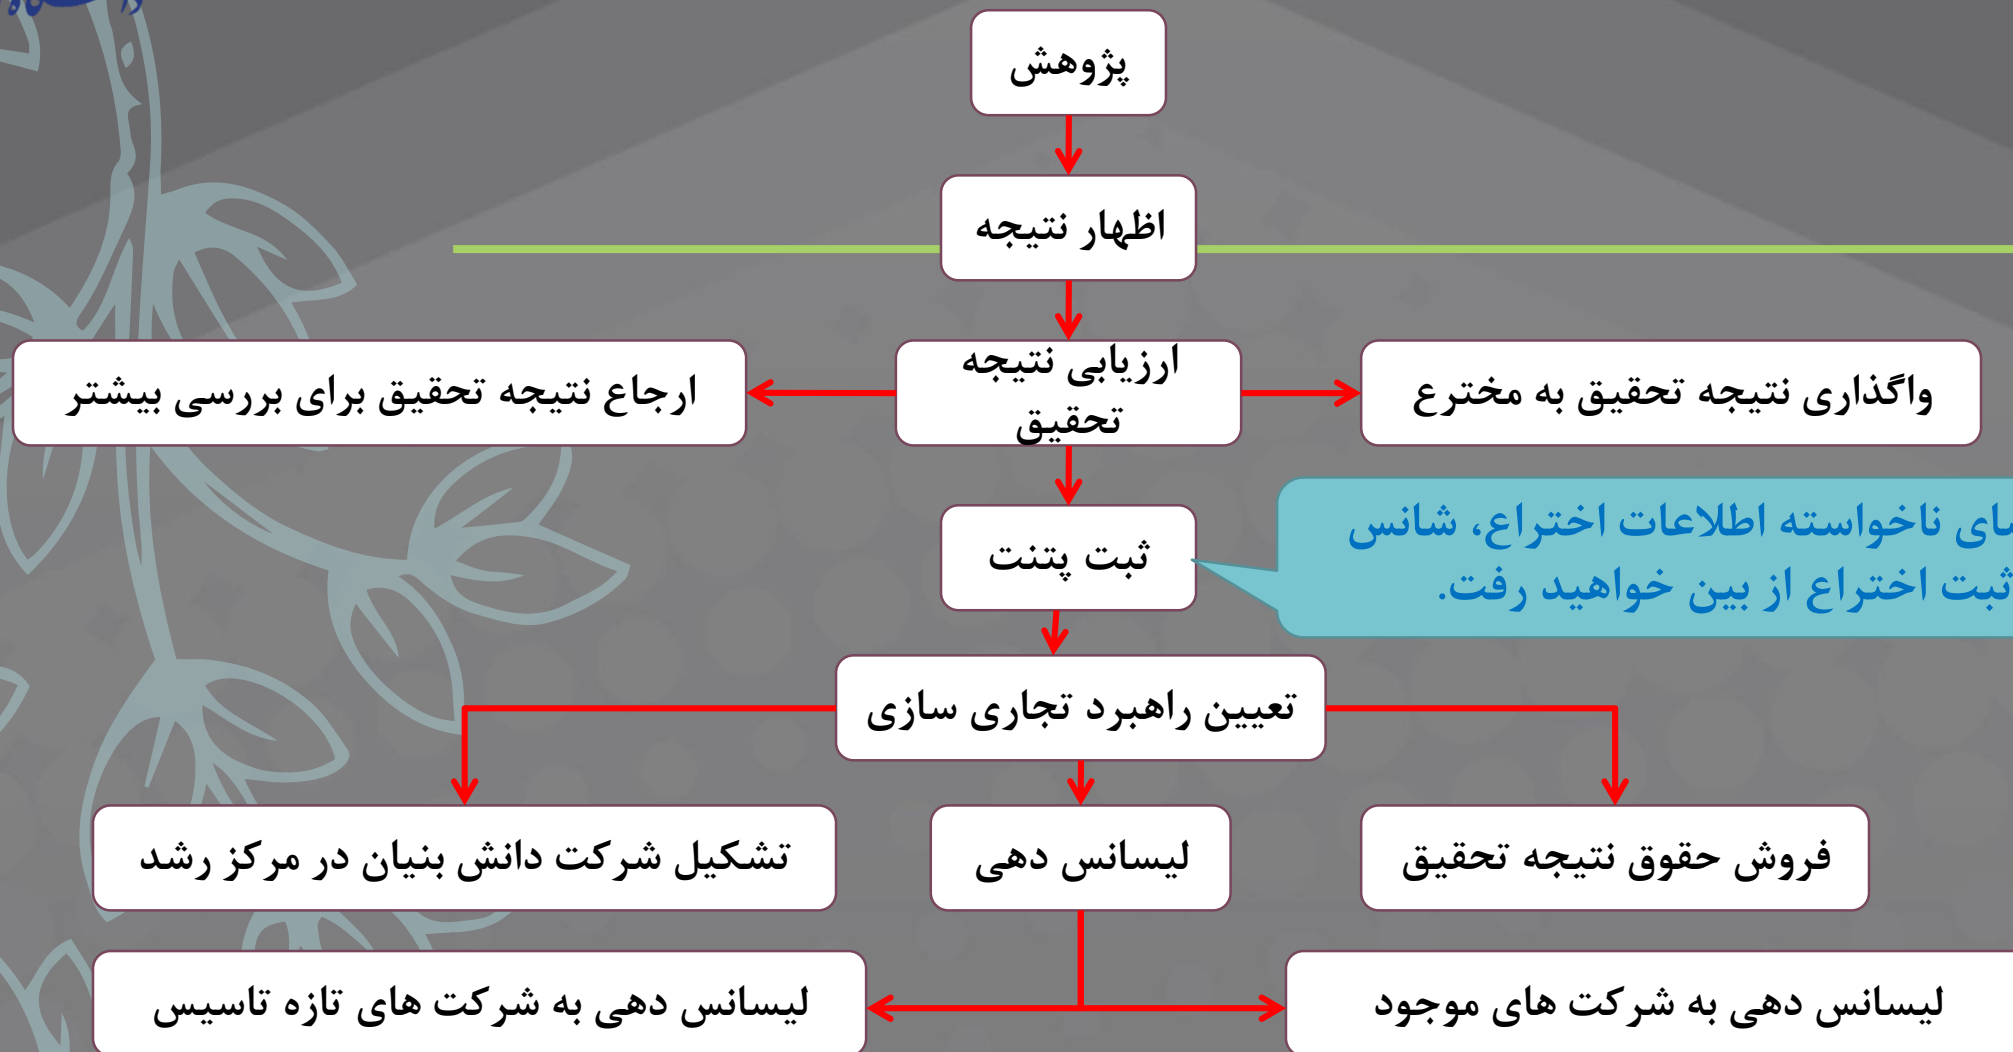 پژوهش
اظهار نتیجه
واگذاری نتیجه تحقیق به مخترع
ارزیابی نتیجه
تحقیق
ارجاع نتیجه تحقیق برای بررسی بیشتر
ثبت پتنت
ناخواسته اطلاعات اختراع، شانس
ثبت اختراع از بین خواهید رفت.
تعیین راهبرد تجاری سازی
فروش حقوق نتیجه تحقیق
لیسانس دهی
تشکیل شرکت دانش بنیان در مرکز رشد
لیسانس دهی به شرکت های موجود
لیسانس دهی به شرکت های تازه تاسیس